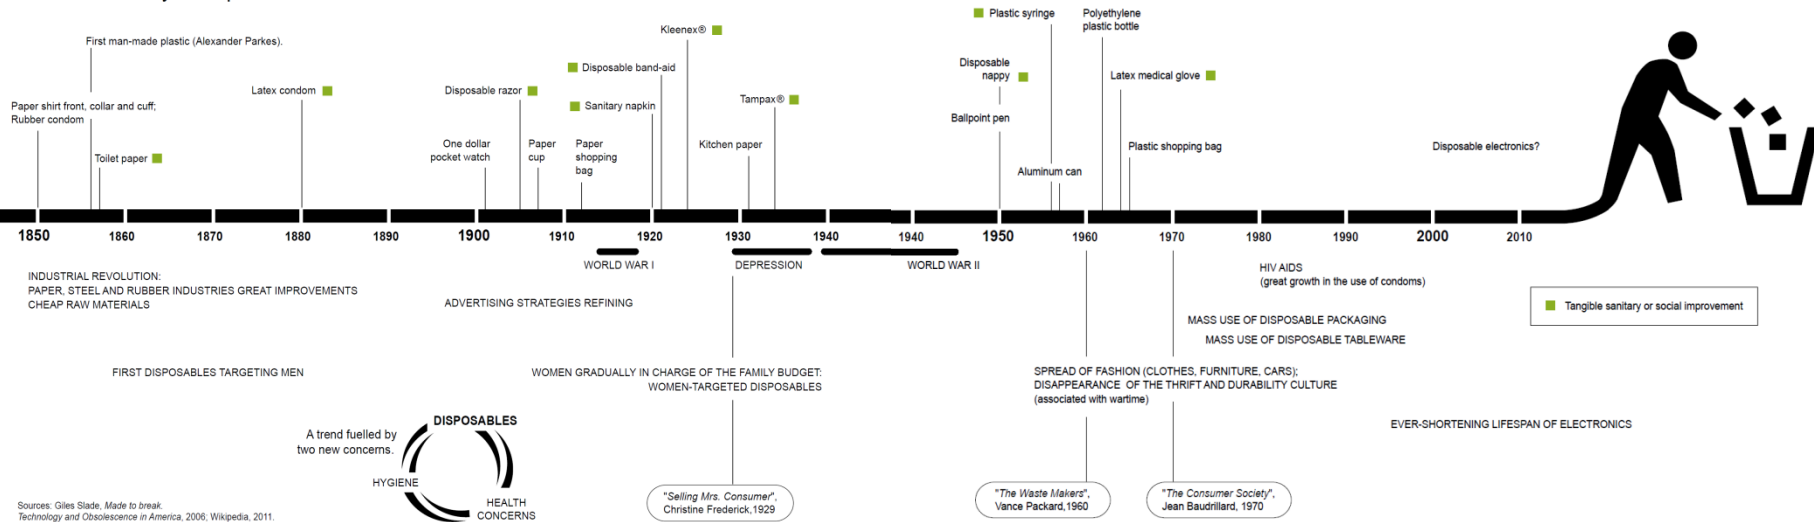 Kleenex®
Plastic syringe
Polyethylene
plastic bottle
First man-made plastic (Alexander Parkes).
Disposable band-aid
Disposable
nappy
Latex medical glove
Latex condom
Disposable razor
Sanitary napkin
Tampax®
Paper shirt front, collar and cuff;
Rubber condom
Ballpoint pen
Toilet paper
One dollar
pocket watch
Paper
cup
Paper
shopping
bag
Kitchen paper
Aluminum can
Plastic shopping bag
Disposable electronics?
1850
1860
1870
1880
1890
1900
1910
1920
1930
1940
1940
1950
1960
1970
1980
1990
2000
2010
WORLD WAR I
DEPRESSION
WORLD WAR II
INDUSTRIAL REVOLUTION:
PAPER, STEEL AND RUBBER INDUSTRIES GREAT IMPROVEMENTS
CHEAP RAW MATERIALS
ADVERTISING STRATEGIES REFINING
HIV AIDS
(great growth in the use of condoms)
Tangible sanitary or social improvement
MASS USE OF DISPOSABLE PACKAGING
MASS USE OF DISPOSABLE TABLEWARE
FIRST DISPOSABLES TARGETING MEN
WOMEN GRADUALLY IN CHARGE OF THE FAMILY BUDGET:
WOMEN-TARGETED DISPOSABLES
SPREAD OF FASHION (CLOTHES, FURNITURE, CARS);
DISAPPEARANCE OF THE THRIFT AND DURABILITY CULTURE
(associated with wartime)
EVER-SHORTENING LIFESPAN OF ELECTRONICS
A trend fuelled by
two new concerns.
DISPOSABLES
HYGIENE
HEALTH
CONCERNS
"Selling Mrs. Consumer",
Christine Frederick,1929
"The Waste Makers",
Vance Packard,1960
"The Consumer Society",
Jean Baudrillard, 1970
Sources: Giles Slade, Made to break.
Technology and Obsolescence in America, 2006; Wikipedia, 2011.